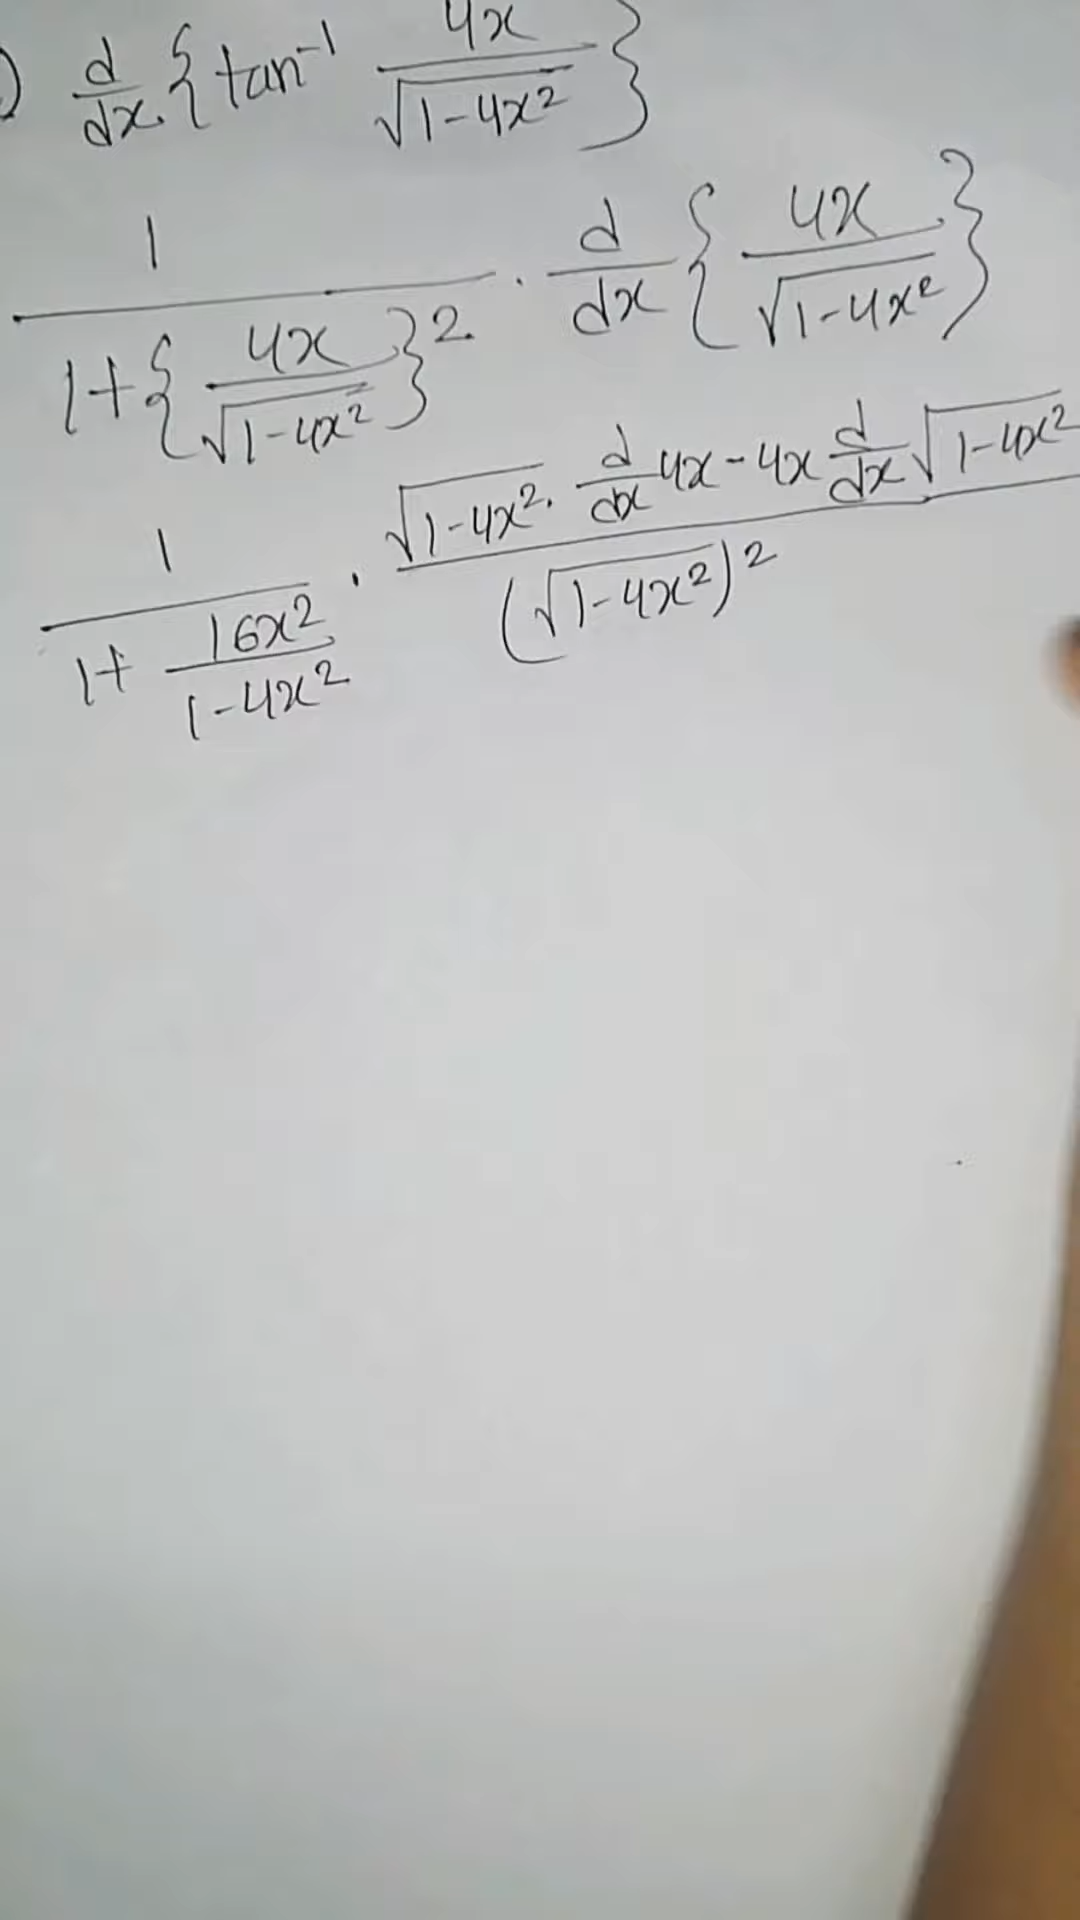 ) d/dx {tan⁻¹ 4x/√(1-4x²)}
1/(1+{4x/√(1-4x²)}²) · d/dx {4x/√(1-4x²)}
1/(1+ 16x²/(1-4x²)) · (√(1-4x²) · d/dx 4x - 4x d/dx √(1-4x²))/(√(1-4x²))²